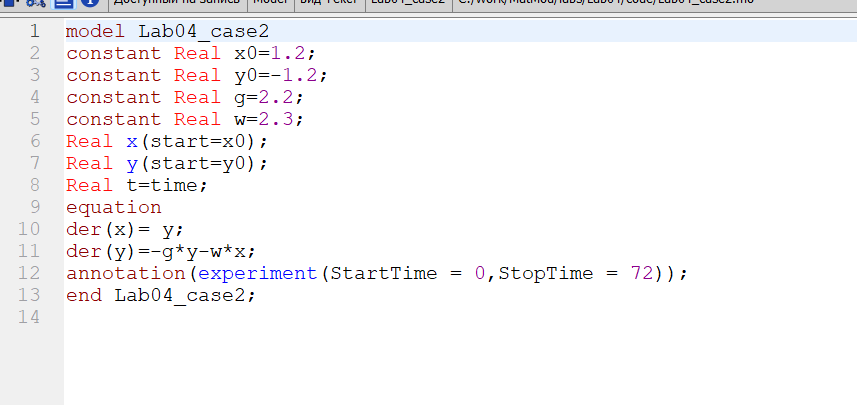 Доступный на запись Model Вид Текст Lab04_case2 C:/work/MatMod/labs/Lab04/code/Lab04_case2.mo
1 model Lab04_case2
2 constant Real x0=1.2;
3 constant Real y0=-1.2;
4 constant Real g=2.2;
5 constant Real w=2.3;
6 Real x(start=x0);
7 Real y(start=y0);
8 Real t=time;
9 equation
10 der(x)= y;
11 der(y)=-g*y-w*x;
12 annotation(experiment(StartTime = 0,StopTime = 72));
13 end Lab04_case2;
14